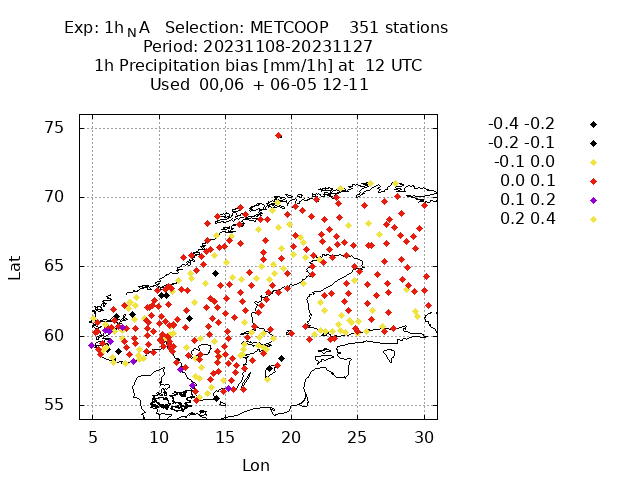 Exp: 1h_NA Selection: METCOOP 351 stations
Period: 20231108-20231127
1h Precipitation bias [mm/1h] at 12 UTC
Used 00,06 + 06-05 12-11
-0.4 -0.2
-0.2 -0.1
-0.1 0.0
0.0 0.1
0.1 0.2
0.2 0.4
75
70
65
60
55
Lat
5 10 15 20 25 30
Lon